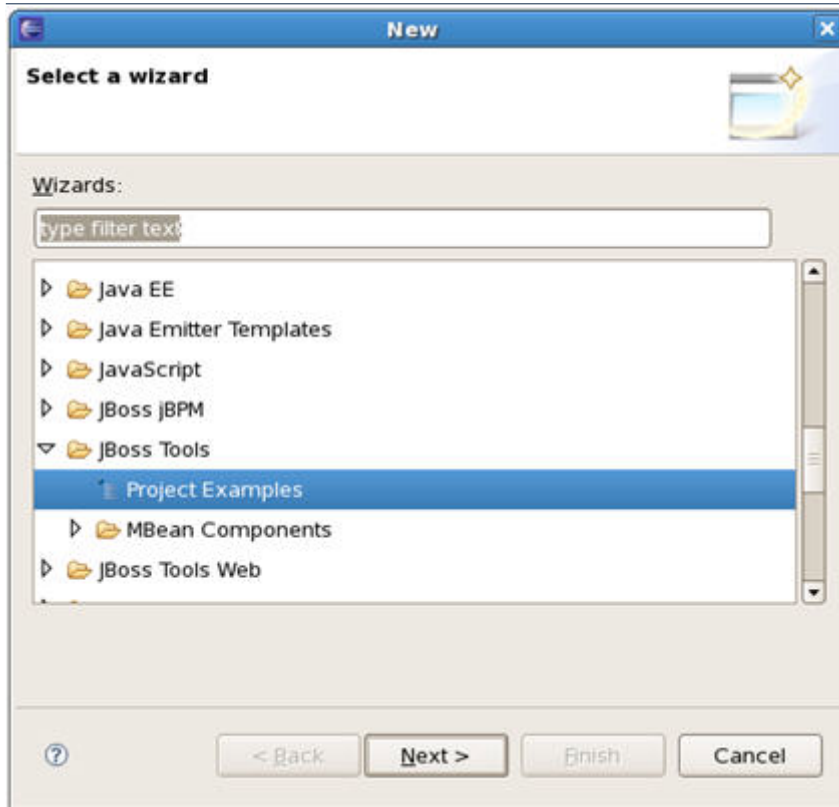 New
Select a wizard
Wizards:
type filter text
Java EE
Java Emitter Templates
JavaScript
JBoss jBPM
JBoss Tools
Project Examples
MBean Components
JBoss Tools Web
?
< Back
Next >
Finish
Cancel